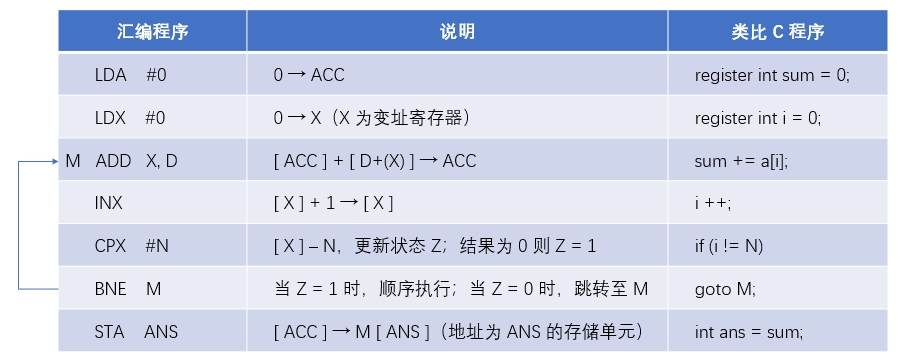 汇编程序 说明 类比 C 程序
LDA #0 0 → ACC register int sum = 0;
LDX #0 0 → X（X 为变址寄存器） register int i = 0;
M ADD X, D [ ACC ] + [ D+(X) ] → ACC sum += a[i];
INX [ X ] + 1 → [ X ] i ++;
CPX #N [ X ] – N，更新状态 Z；结果为 0 则 Z = 1 if (i != N)
BNE M 当 Z = 1 时，顺序执行；当 Z = 0 时，跳转至 M goto M;
STA ANS [ ACC ] → M [ ANS ]（地址为 ANS 的存储单元） int ans = sum;